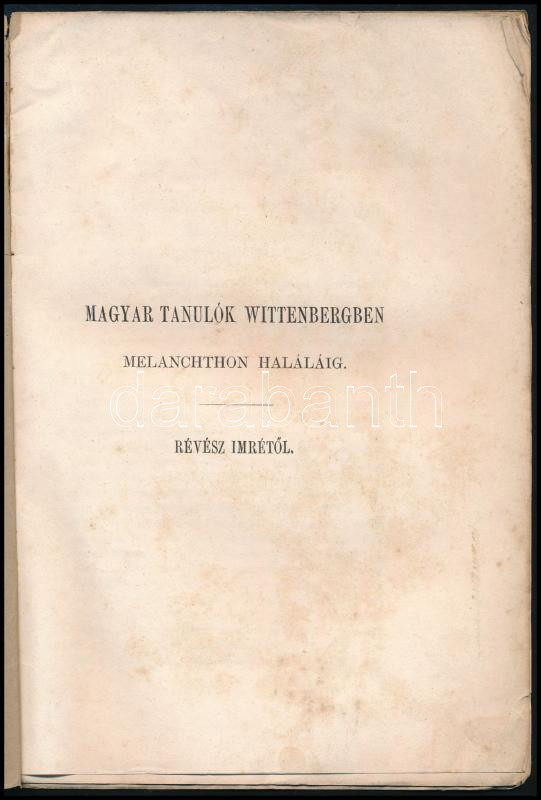 MAGYAR TANULÓK WITTENBERGBEN
MELANCHTHON HALÁLÁIG.
darabanth
RÉVÉSZ IMRÉTŐL.